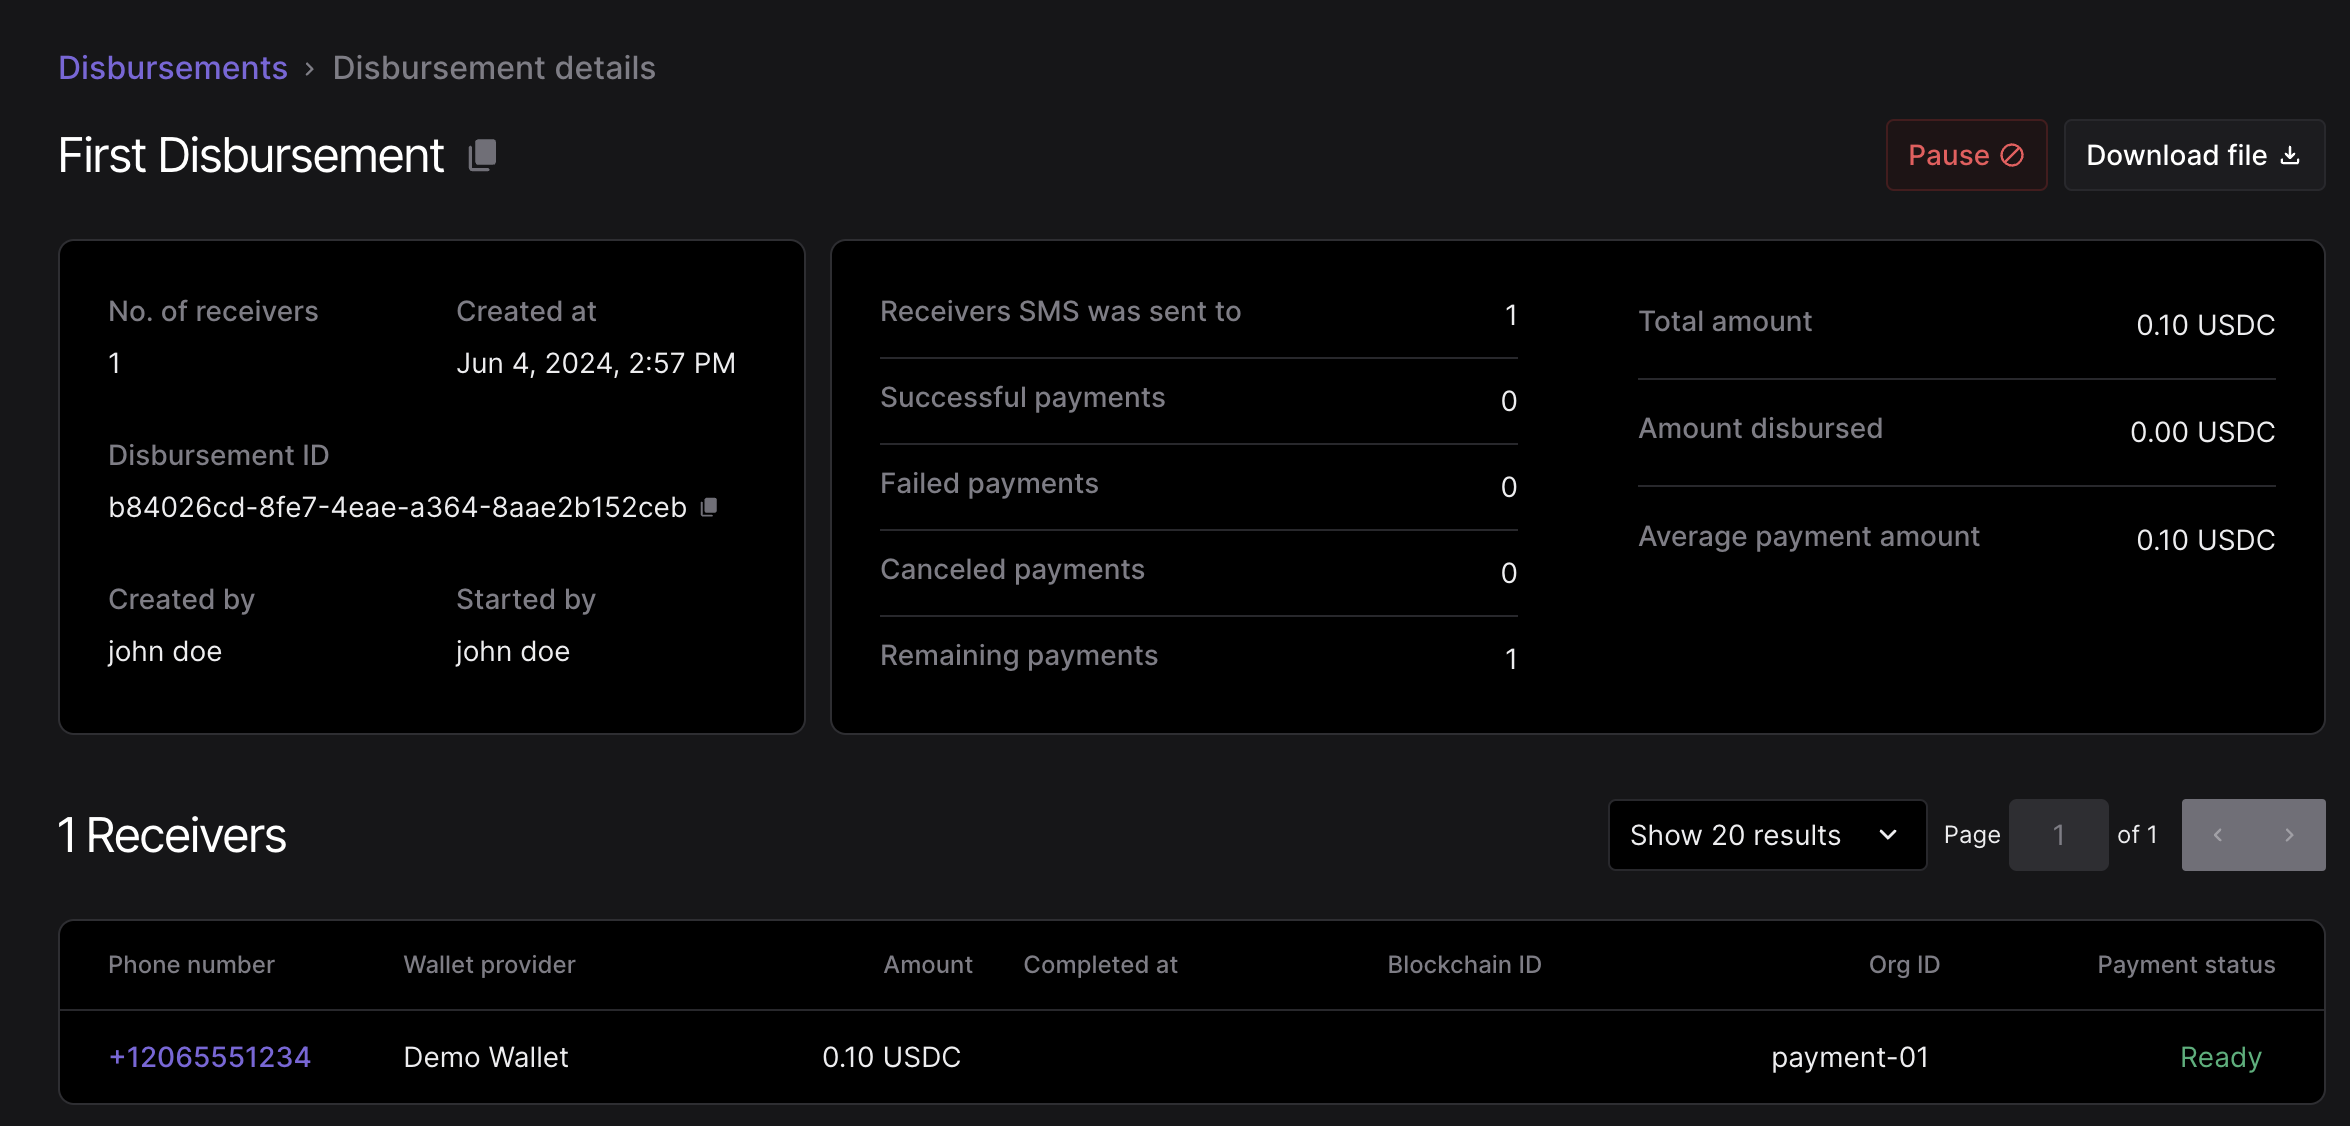 Disbursements › Disbursement details
First Disbursement
Pause
Download file
No. of receivers
1
Created at
Jun 4, 2024, 2:57 PM
Disbursement ID
b84026cd-8fe7-4eae-a364-8aae2b152ceb
Created by
john doe
Started by
john doe
Receivers SMS was sent to 1
Successful payments 0
Failed payments 0
Canceled payments 0
Remaining payments 1
Total amount 0.10 USDC
Amount disbursed 0.00 USDC
Average payment amount 0.10 USDC
1 Receivers
Show 20 results
Page 1 of 1
Phone number Wallet provider Amount Completed at Blockchain ID Org ID Payment status
+12065551234 Demo Wallet 0.10 USDC payment-01 Ready